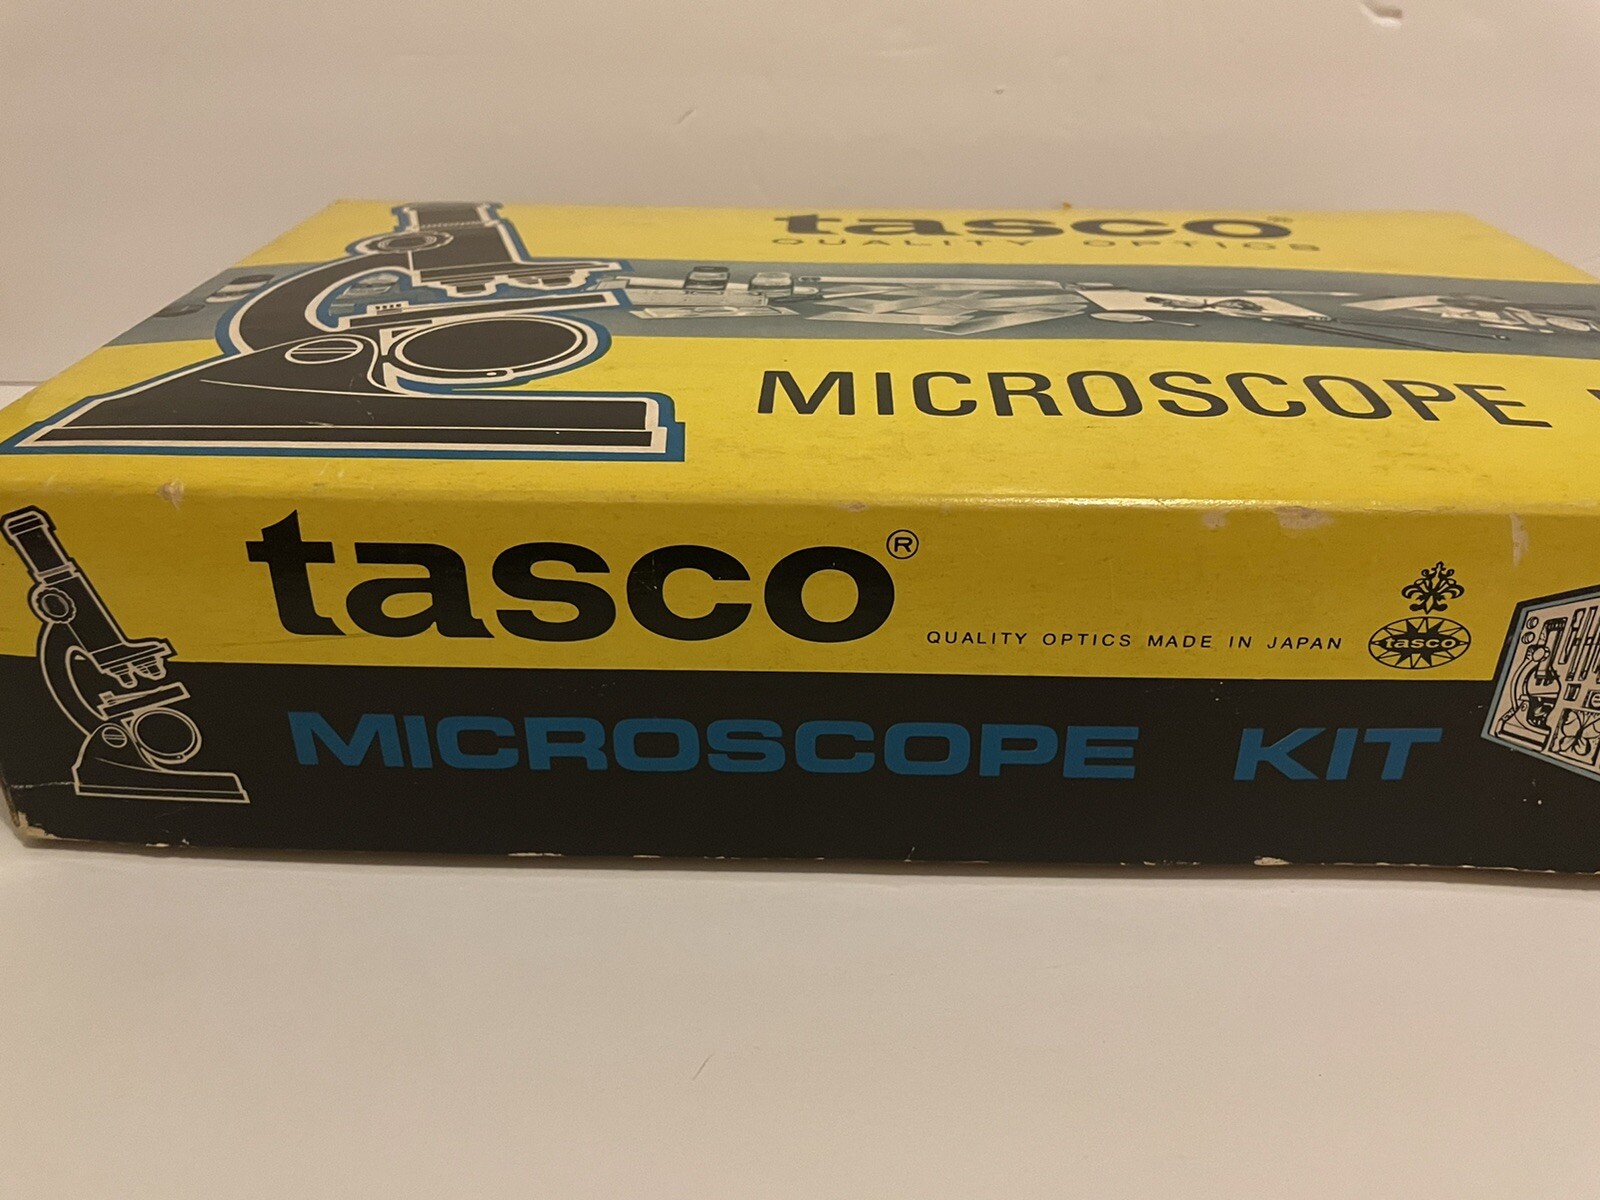 tasco
QUALITY OPTICS
MICROSCOPE
tasco®
QUALITY OPTICS MADE IN JAPAN
tasco
MICROSCOPE KIT